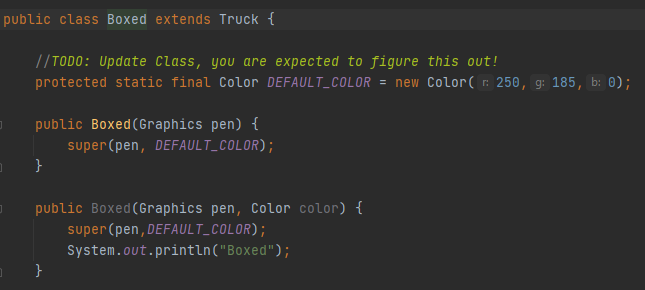 public class Boxed extends Truck {
//TODO: Update Class, you are expected to figure this out!
protected static final Color DEFAULT_COLOR = new Color( r: 250, g: 185, b: 0);
public Boxed(Graphics pen) {
super(pen, DEFAULT_COLOR);
}
public Boxed(Graphics pen, Color color) {
super(pen,DEFAULT_COLOR);
System.out.println("Boxed");
}